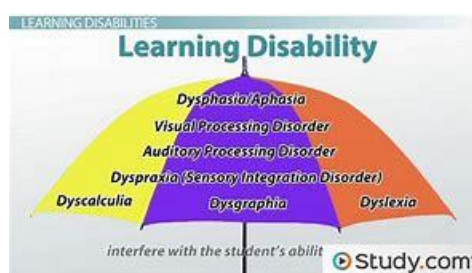 LEARNING DISABILITIES
Learning Disability
Dysphasia/Aphasia
Visual Processing Disorder
Auditory Processing Disorder
Dyspraxia (Sensory Integration Disorder)
Dyscalculia Dysgraphia Dyslexia
interfere with the student's abilit
Study.com